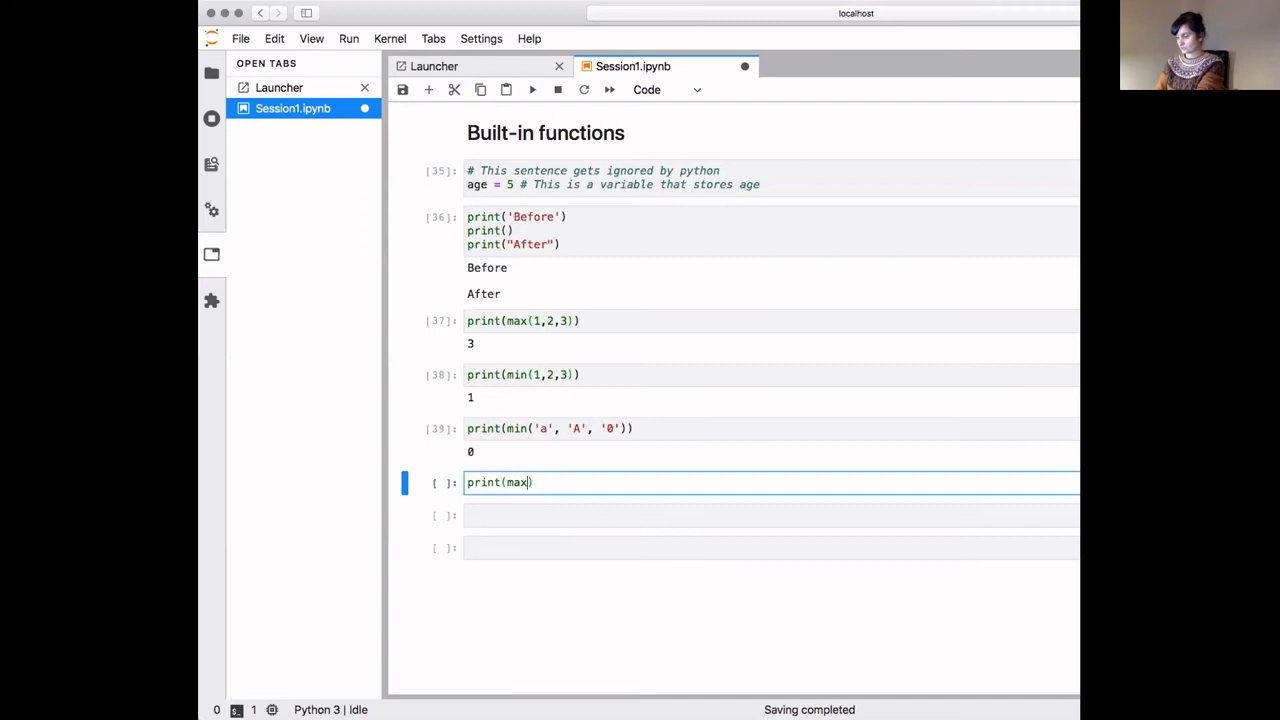 localhost
File Edit View Run Kernel Tabs Settings Help
OPEN TABS
Launcher
Session1.ipynb
Launcher
Session1.ipynb
Code
Built-in functions
[35]: # This sentence gets ignored by python
age = 5 # This is a variable that stores age
[36]: print('Before')
print()
print("After")
Before
After
[37]: print(max(1,2,3))
3
[38]: print(min(1,2,3))
1
[39]: print(min('a', 'A', '0'))
0
[ ]: print(max)
[ ]:
[ ]:
0 $_ 1 Python 3 | Idle Saving completed